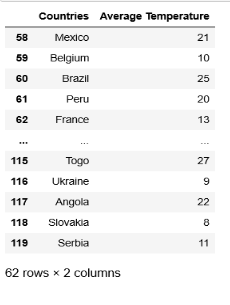 Countries Average Temperature
58 Mexico 21
59 Belgium 10
60 Brazil 25
61 Peru 20
62 France 13
... ... ...
115 Togo 27
116 Ukraine 9
117 Angola 22
118 Slovakia 8
119 Serbia 11
62 rows × 2 columns